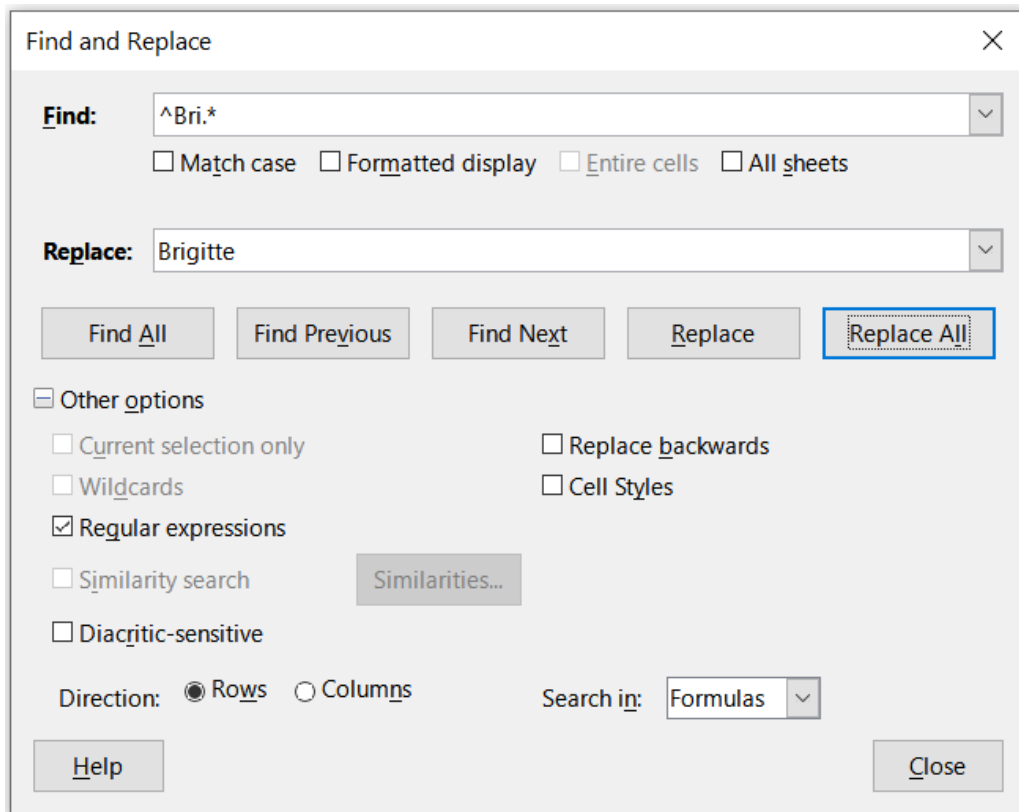 Find and Replace
Find: ^Bri.*
Match case Formatted display Entire cells All sheets
Replace: Brigitte
Find All Find Previous Find Next Replace Replace All
Other options
Current selection only Replace backwards
Wildcards Cell Styles
Regular expressions
Similarity search Similarities...
Diacritic-sensitive
Direction: Rows Columns Search in: Formulas
Help Close